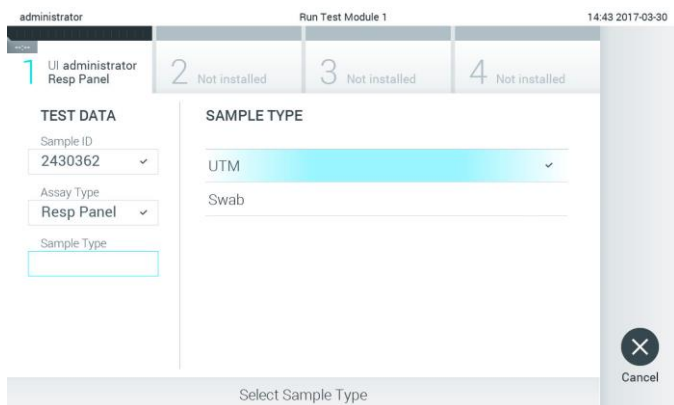 administrator Run Test Module 1 14:43 2017-03-30
--:--
1 UI administrator 2 Not installed 3 Not installed 4 Not installed
Resp Panel
TEST DATA
Sample ID
2430362
Assay Type
Resp Panel
Sample Type
SAMPLE TYPE
UTM
Swab
Cancel
Select Sample Type